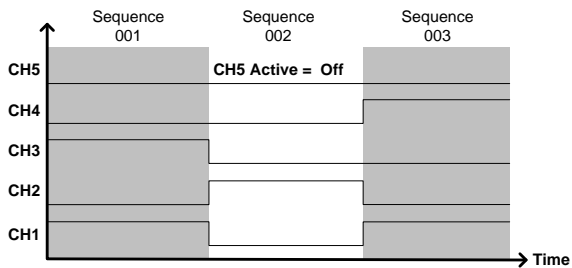 Sequence Sequence Sequence
001 002 003
CH5 CH5 Active = Off
CH4
CH3
CH2
CH1
Time